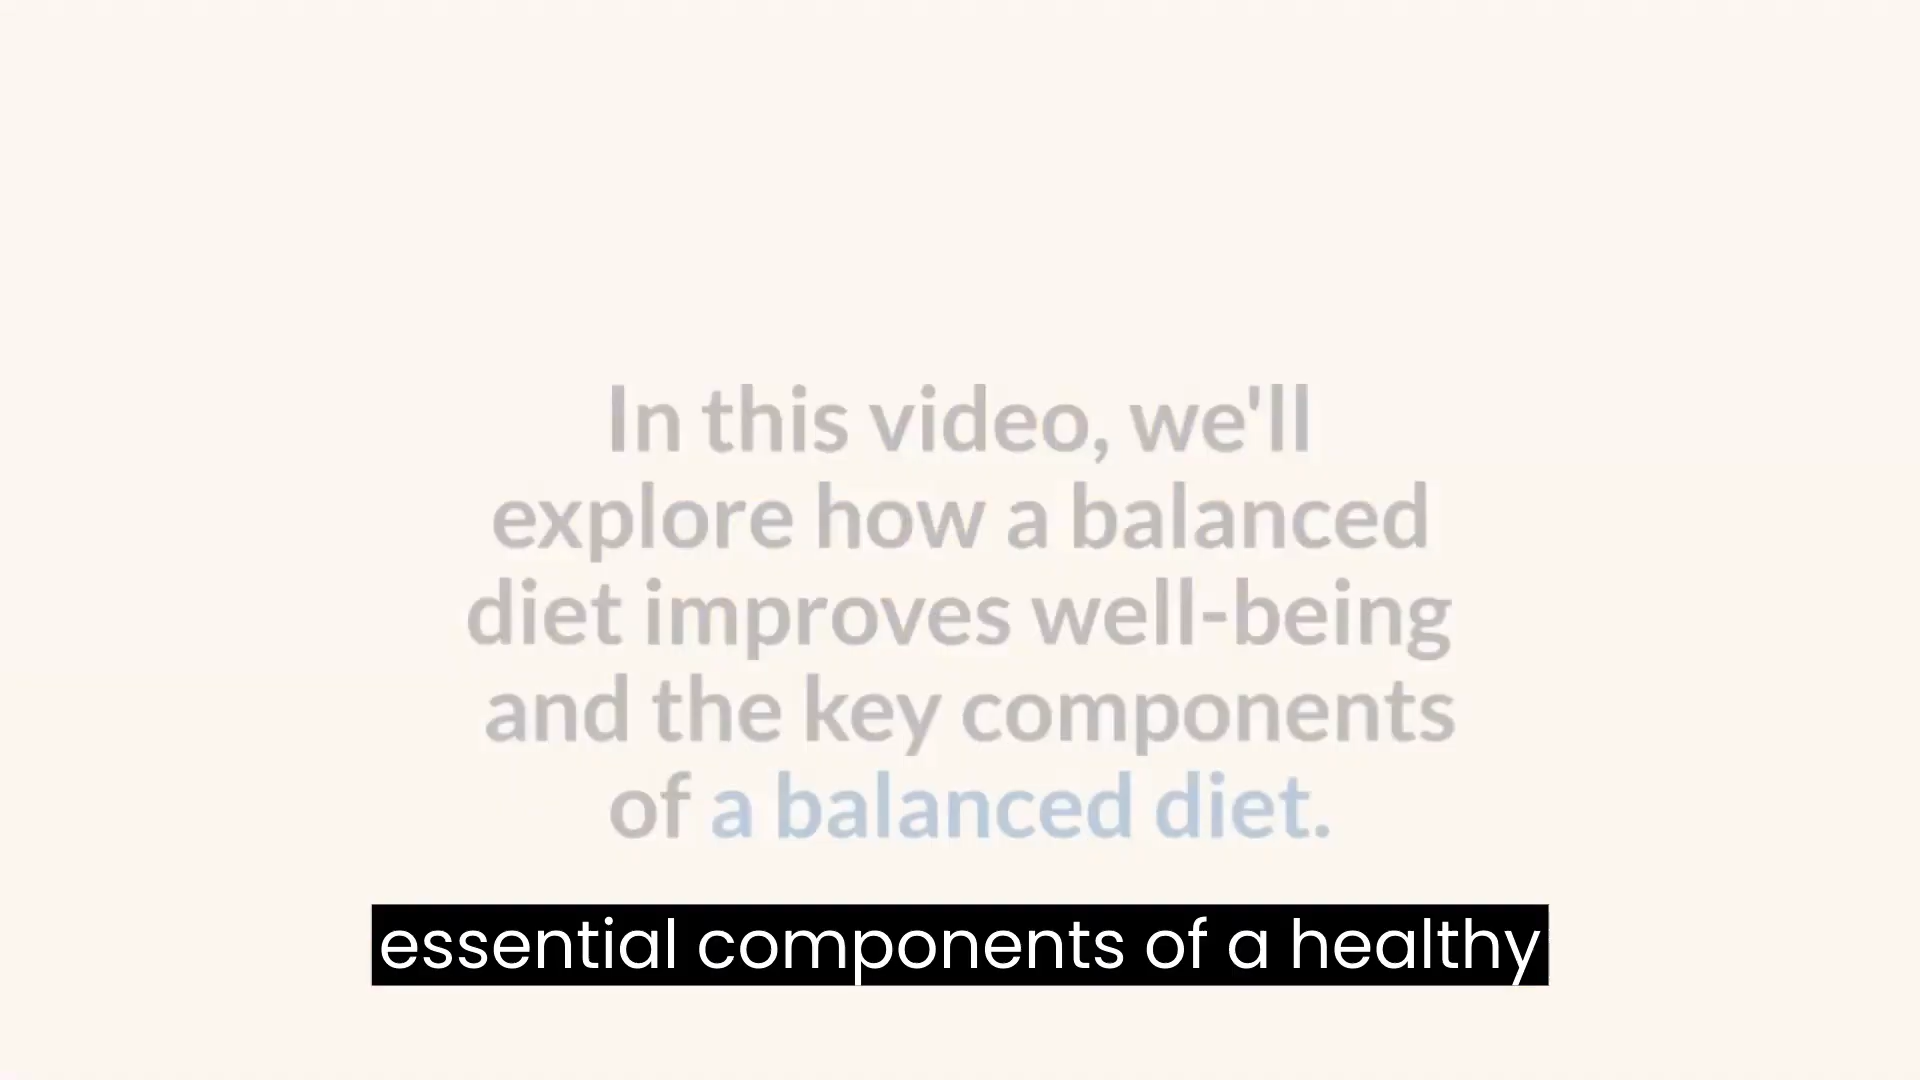 In this video, we'll
explore how a balanced
diet improves well-being
and the key components
of a balanced diet.
essential components of a healthy